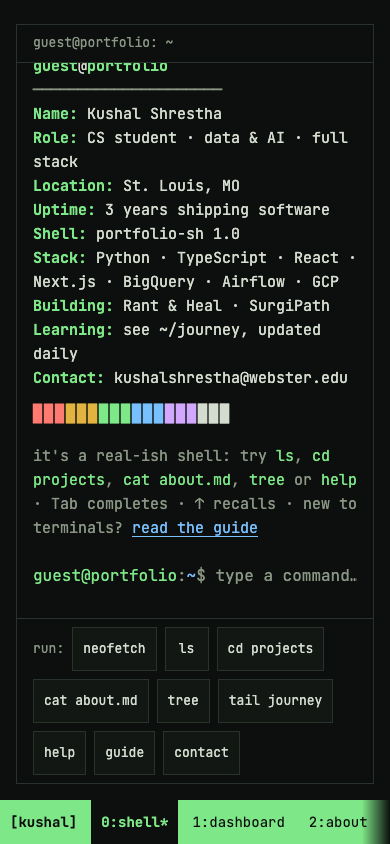 guest@portfolio: ~
guest@portfolio
Name: Kushal Shrestha
Role: CS student · data & AI · full
stack
Location: St. Louis, MO
Uptime: 3 years shipping software
Shell: portfolio-sh 1.0
Stack: Python · TypeScript · React ·
Next.js · BigQuery · Airflow · GCP
Building: Rant & Heal · SurgiPath
Learning: see ~/journey, updated
daily
Contact: kushalshrestha@webster.edu
it's a real-ish shell: try ls, cd
projects, cat about.md, tree or help
· Tab completes · ↑ recalls · new to
terminals? read the guide
guest@portfolio:~$ type a command…
run: neofetch ls cd projects
cat about.md tree tail journey
help guide contact
[kushal] 0:shell* 1:dashboard 2:about